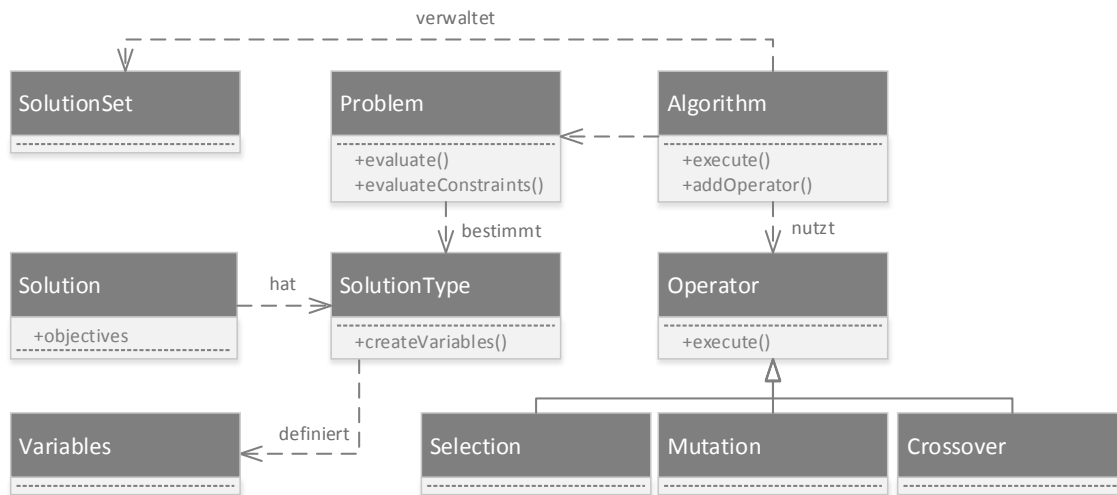 verwaltet
SolutionSet
Problem
+evaluate()
+evaluateConstraints()
Algorithm
+execute()
+addOperator()
bestimmt
nutzt
Solution
+objectives
hat
SolutionType
+createVariables()
Operator
+execute()
Variables
definiert
Selection
Mutation
Crossover